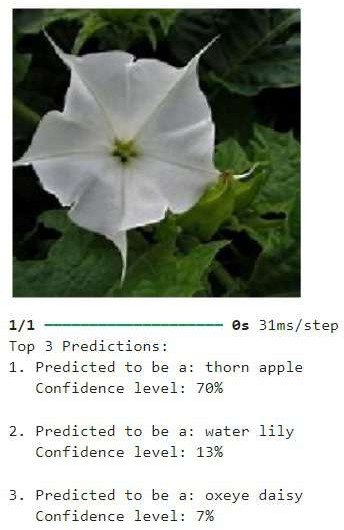 1/1 ━━━━━━━━━━━━━━━━━━━━ 0s 31ms/step
Top 3 Predictions:
1. Predicted to be a: thorn apple
Confidence level: 70%
2. Predicted to be a: water lily
Confidence level: 13%
3. Predicted to be a: oxeye daisy
Confidence level: 7%